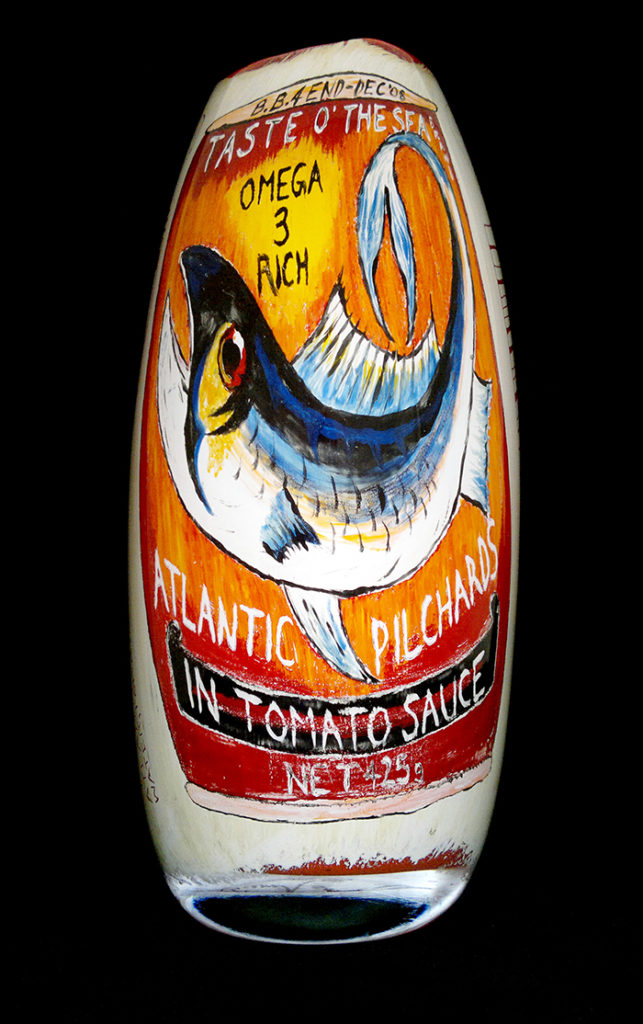 B.B.4 END-DEC'08
TASTE O' THE SEA
OMEGA
3
RICH
ATLANTIC PILCHARDS
IN TOMATO SAUCE
NET 425g